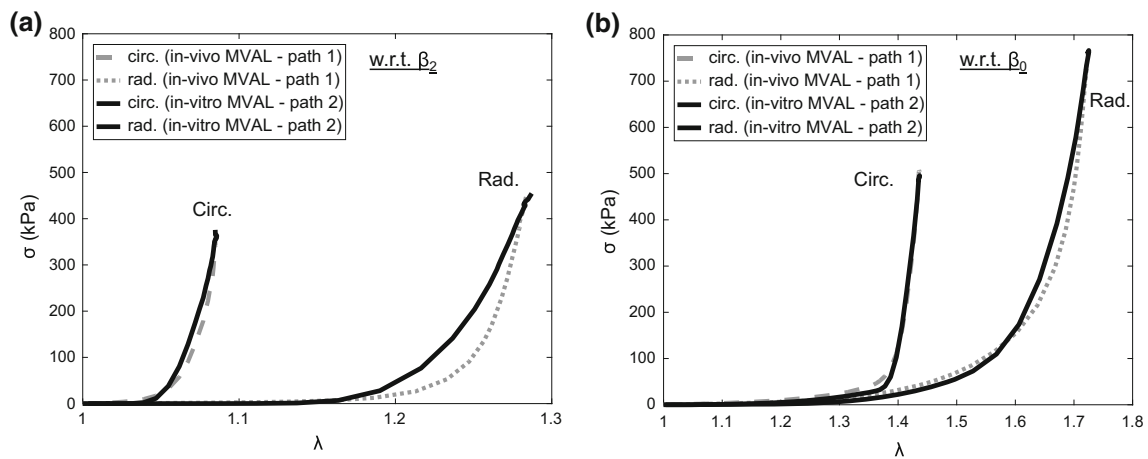 (a)
800
700
600
500
400
300
200
100
0
σ (kPa)
circ. (in-vivo MVAL - path 1)
rad. (in-vivo MVAL - path 1)
circ. (in-vitro MVAL - path 2)
rad. (in-vitro MVAL - path 2)
w.r.t. β2
Circ.
Rad.
1
1.1
1.2
1.3
λ
(b)
800
700
600
500
400
300
200
100
0
σ (kPa)
circ. (in-vivo MVAL - path 1)
rad. (in-vivo MVAL - path 1)
circ. (in-vitro MVAL - path 2)
rad. (in-vitro MVAL - path 2)
w.r.t. β0
Circ.
Rad.
1
1.1
1.2
1.3
1.4
1.5
1.6
1.7
1.8
λ